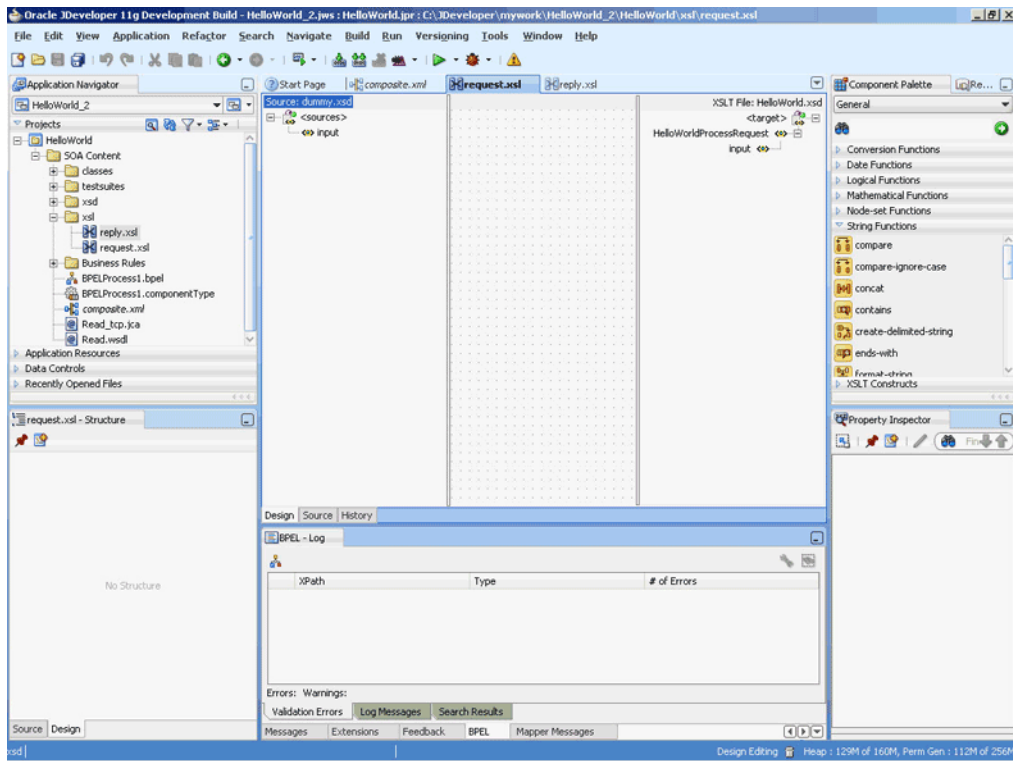 Oracle JDeveloper 11g Development Build - HelloWorld_2.jws : HelloWorld.jpr : C:\JDeveloper\mywork\HelloWorld_2\HelloWorld\xsl\request.xsl
File Edit View Application Refactor Search Navigate Build Run Versioning Tools Window Help
Application Navigator
HelloWorld_2
Projects
HelloWorld
SOA Content
classes
testsuites
xsd
xsl
reply.xsl
request.xsl
Business Rules
BPELProcess1.bpel
BPELProcess1.componentType
composite.xml
Read_tcp.jca
Read.wsdl
Application Resources
Data Controls
Recently Opened Files
request.xsl - Structure
No Structure
Source Design
Start Page composite.xml request.xsl reply.xsl
Source: dummy.xsd
<sources>
input
XSLT File: HelloWorld.xsd
<target>
HelloWorldProcessRequest
input
Design Source History
BPEL - Log
XPath Type # of Errors
Errors: Warnings:
Validation Errors Log Messages Search Results
Messages Extensions Feedback BPEL Mapper Messages
Component Palette Re...
General
Conversion Functions
Date Functions
Logical Functions
Mathematical Functions
Node-set Functions
String Functions
compare
compare-ignore-case
concat
contains
create-delimited-string
ends-with
format-string
XSLT Constructs
Property Inspector
Find
xsd
Design Editing Heap : 129M of 160M, Perm Gen : 112M of 256M